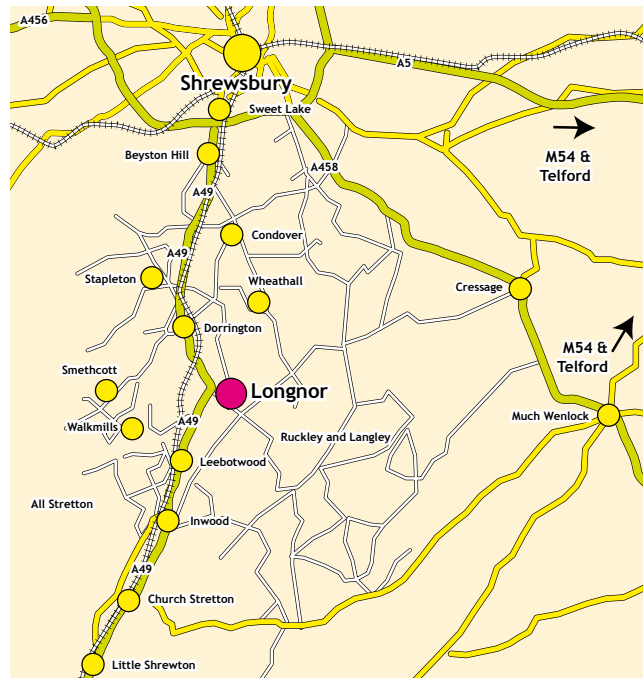 A456
A5
Shrewsbury
Sweet Lake
Beyston Hill
M54 &
Telford
A458
A49
Condover
A49
Stapleton
Wheathall
Cressage
Dorrington
M54 &
Telford
Smethcott
Longnor
Much Wenlock
A49
Walkmills
Ruckley and Langley
Leebotwood
All Stretton
Inwood
A49
Church Stretton
Little Shrewton